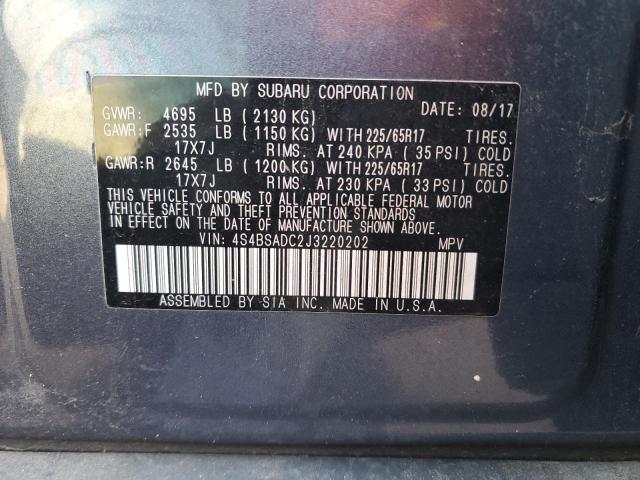 MFD BY SUBARU CORPORATION
GVWR: 4695 LB (2130 KG) DATE: 08/17
GAWR:F 2535 LB (1150 KG) WITH 225/65R17 TIRES.
17X7J RIMS. AT 240 KPA (35 PSI) COLD
GAWR:R 2645 LB (1200 KG) WITH 225/65R17 TIRES.
17X7J RIMS. AT 230 KPA (33 PSI) COLD
THIS VEHICLE CONFORMS TO ALL APPLICABLE FEDERAL MOTOR
VEHICLE SAFETY AND THEFT PREVENTION STANDARDS
IN EFFECT ON THE DATE OF MANUFACTURE SHOWN ABOVE.
VIN: 4S4BSADC2J3220202 MPV
ASSEMBLED BY SIA INC. MADE IN U.S.A.